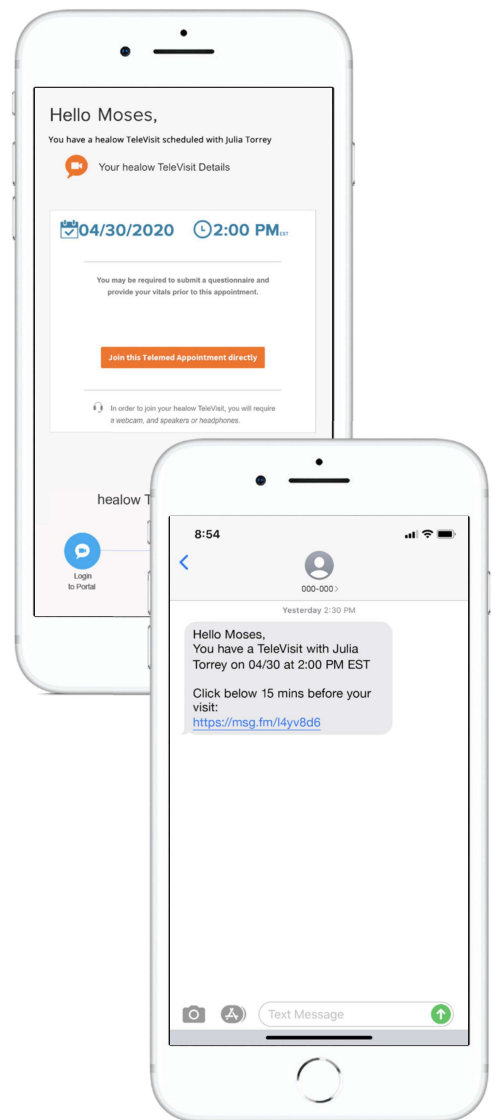 Hello Moses,
You have a healow TeleVisit scheduled with Julia Torrey
Your healow TeleVisit Details
04/30/2020 2:00 PM EST
You may be required to submit a questionnaire and
provide your vitals prior to this appointment.
Join this Telemed Appointment directly
In order to join your healow TeleVisit, you will require
a webcam, and speakers or headphones.
healow T
Login
to Portal
8:54
000-000>
Yesterday 2:30 PM
Hello Moses,
You have a TeleVisit with Julia
Torrey on 04/30 at 2:00 PM EST
Click below 15 mins before your
visit:
https://msg.fm/l4yv8d6
Text Message